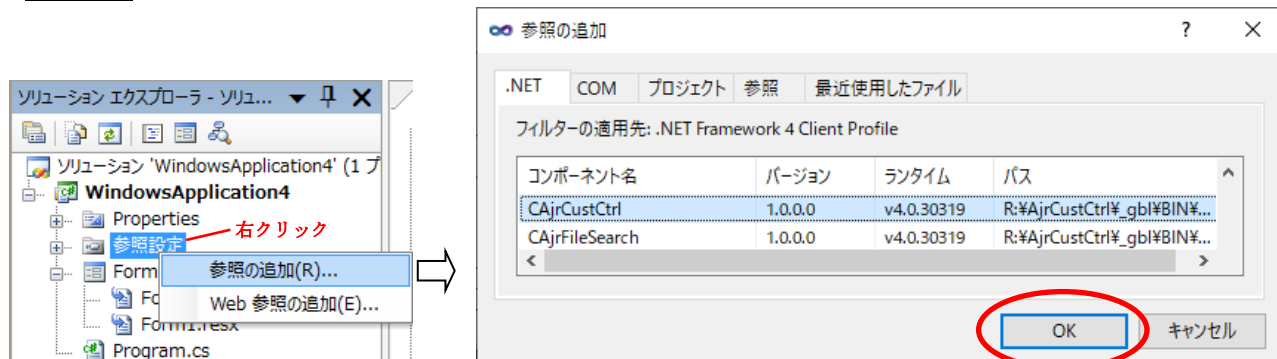 ソリューション エクスプローラ - ソリュ...
ソリューション 'WindowsApplication4' (1 プ
WindowsApplication4
Properties
参照設定
右クリック
Form
参照の追加(R)...
Web 参照の追加(E)...
Form1.resx
Program.cs
参照の追加
?
.NET
COM
プロジェクト
参照
最近使用したファイル
フィルターの適用先: .NET Framework 4 Client Profile
コンポーネント名 バージョン ランタイム パス
CAjrCustCtrl 1.0.0.0 v4.0.30319 R:¥AjrCustCtrl¥_gbl¥BIN¥...
CAjrFileSearch 1.0.0.0 v4.0.30319 R:¥AjrCustCtrl¥_gbl¥BIN¥...
OK
キャンセル